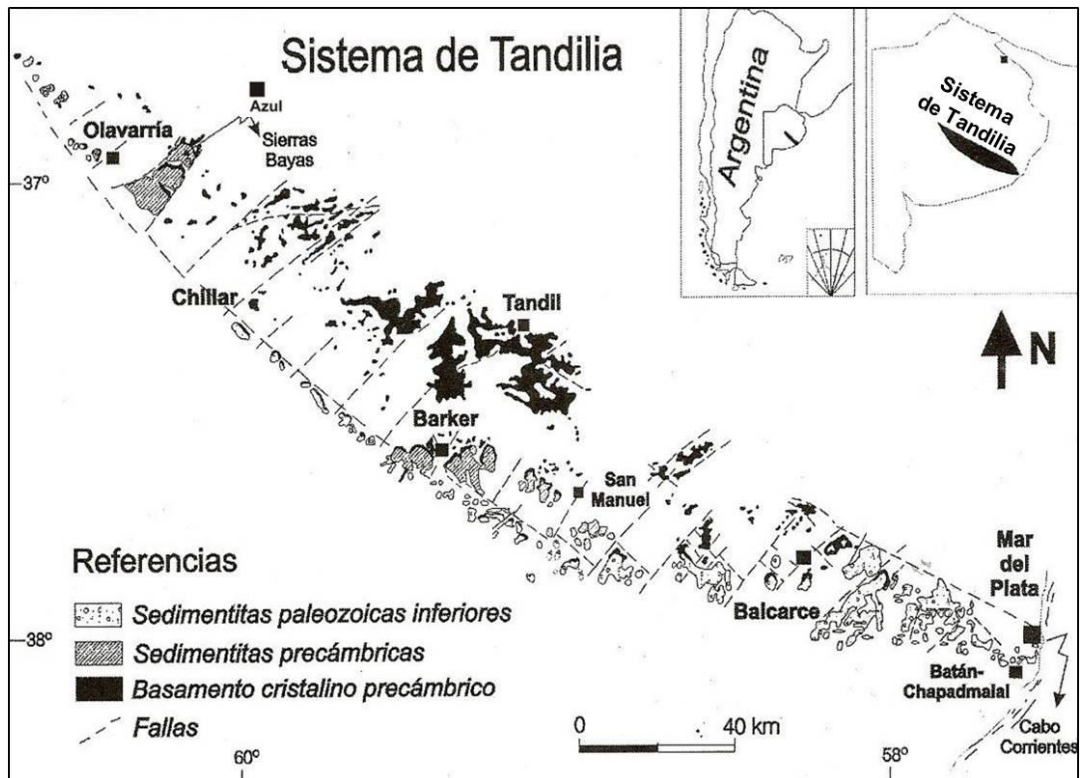 Sistema de Tandilia
Argentina
Sistema
de Tandilia
Azul
Olavarría
Sierras
Bayas
37º
Chillar
Tandil
N
Barker
San
Manuel
Mar
del
Plata
Balcarce
Batán-
Chapadmalal
Cabo
Corrientes
Referencias
Sedimentitas paleozoicas inferiores
38º
Sedimentitas precámbricas
Basamento cristalino precámbrico
Fallas
0 40 km
60º
58º